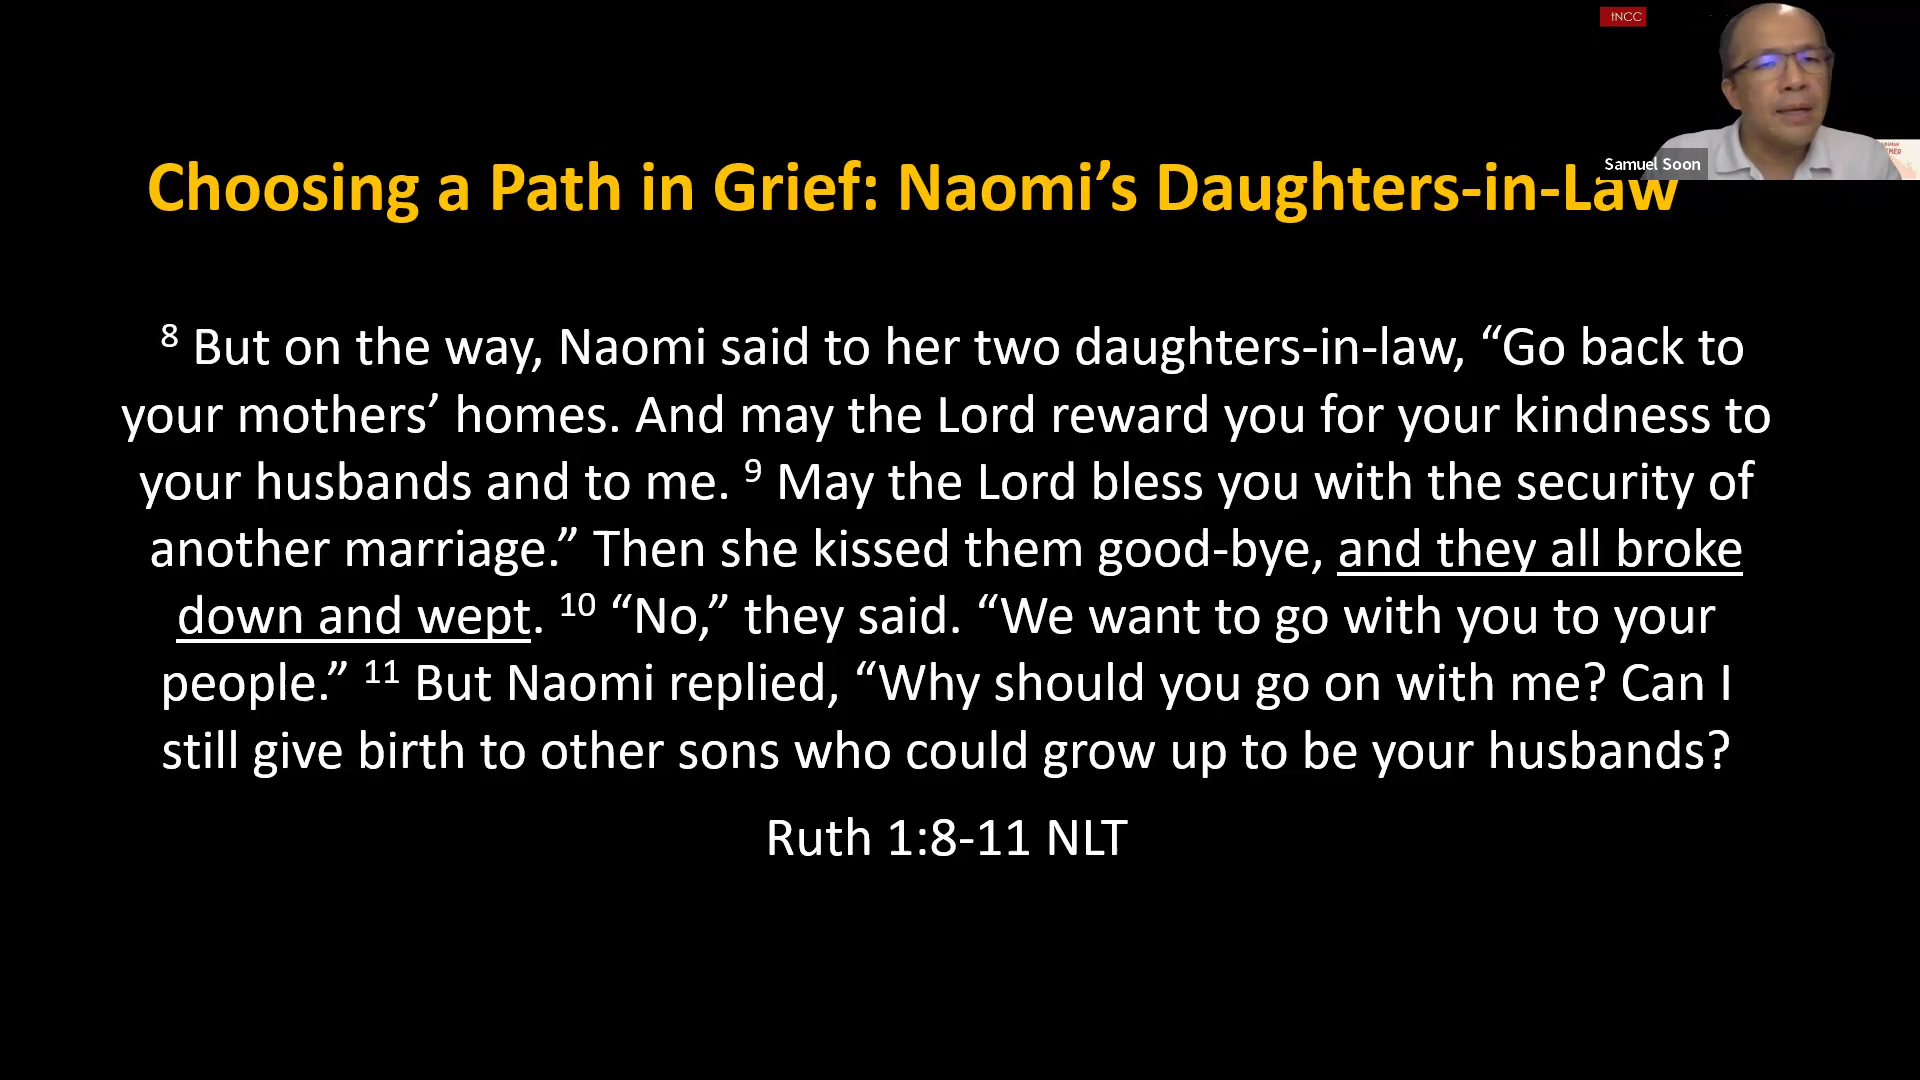 tNCC
Samuel Soon
Choosing a Path in Grief: Naomi’s Daughters-in-Law
8 But on the way, Naomi said to her two daughters-in-law, “Go back to
your mothers’ homes. And may the Lord reward you for your kindness to
your husbands and to me. 9 May the Lord bless you with the security of
another marriage.” Then she kissed them good-bye, and they all broke
down and wept. 10 “No,” they said. “We want to go with you to your
people.” 11 But Naomi replied, “Why should you go on with me? Can I
still give birth to other sons who could grow up to be your husbands?
Ruth 1:8-11 NLT